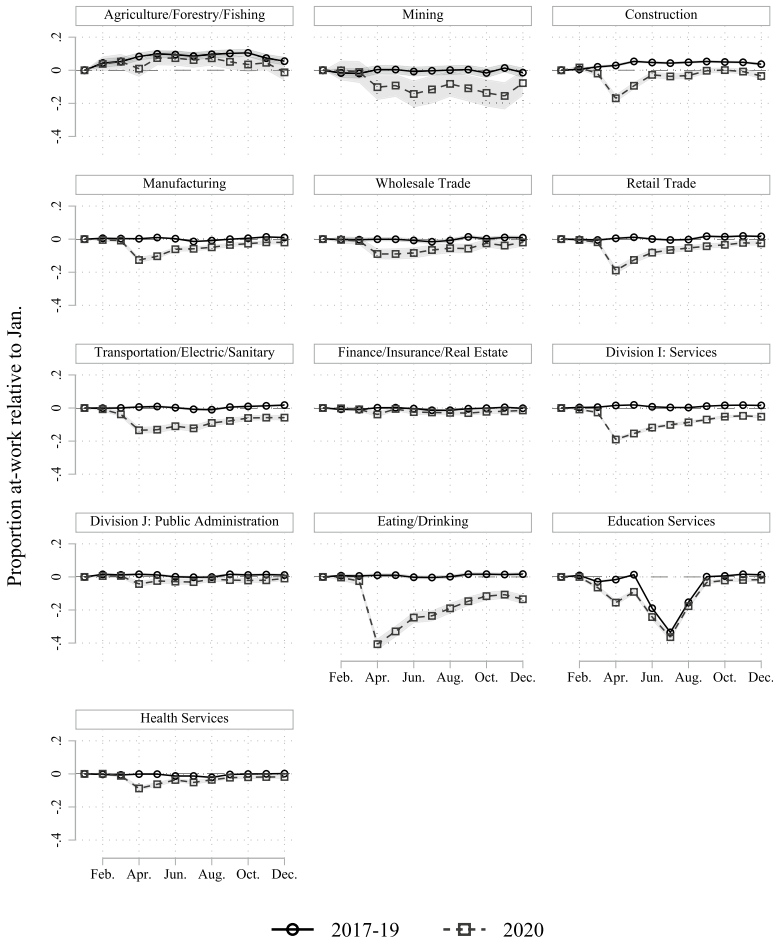 Agriculture/Forestry/Fishing Mining Construction
.2
0
-.2
-.4
Manufacturing Wholesale Trade Retail Trade
.2
0
-.2
-.4
Transportation/Electric/Sanitary Finance/Insurance/Real Estate Division I: Services
.2
0
-.2
-.4
Division J: Public Administration Eating/Drinking Education Services
.2
0
-.2
-.4
Feb. Apr. Jun. Aug. Oct. Dec. Feb. Apr. Jun. Aug. Oct. Dec.
Health Services
.2
0
-.2
-.4
Feb. Apr. Jun. Aug. Oct. Dec.
Proportion at-work relative to Jan.
2017-19 2020